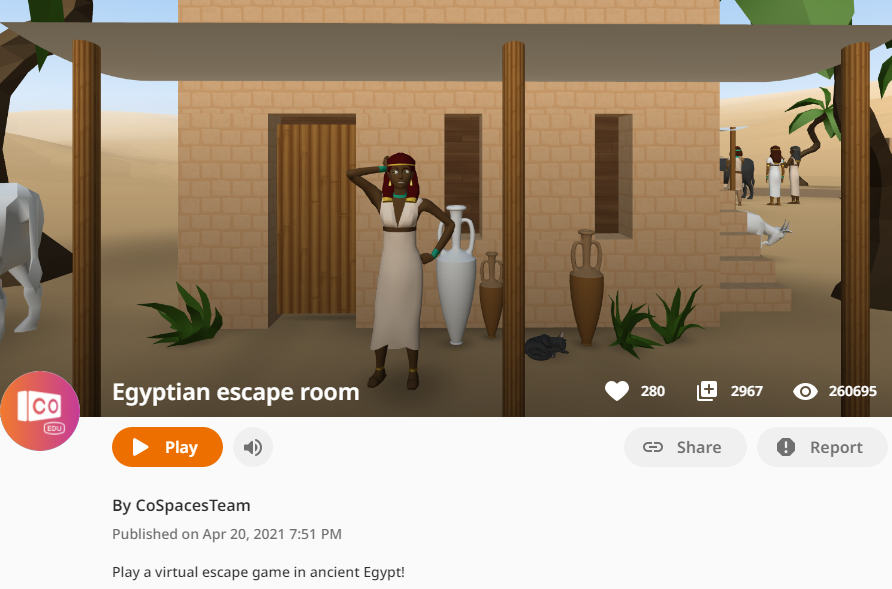 Egyptian escape room
280
2967
260695
CO
EDU
Play
Share
Report
By CoSpacesTeam
Published on Apr 20, 2021 7:51 PM
Play a virtual escape game in ancient Egypt!